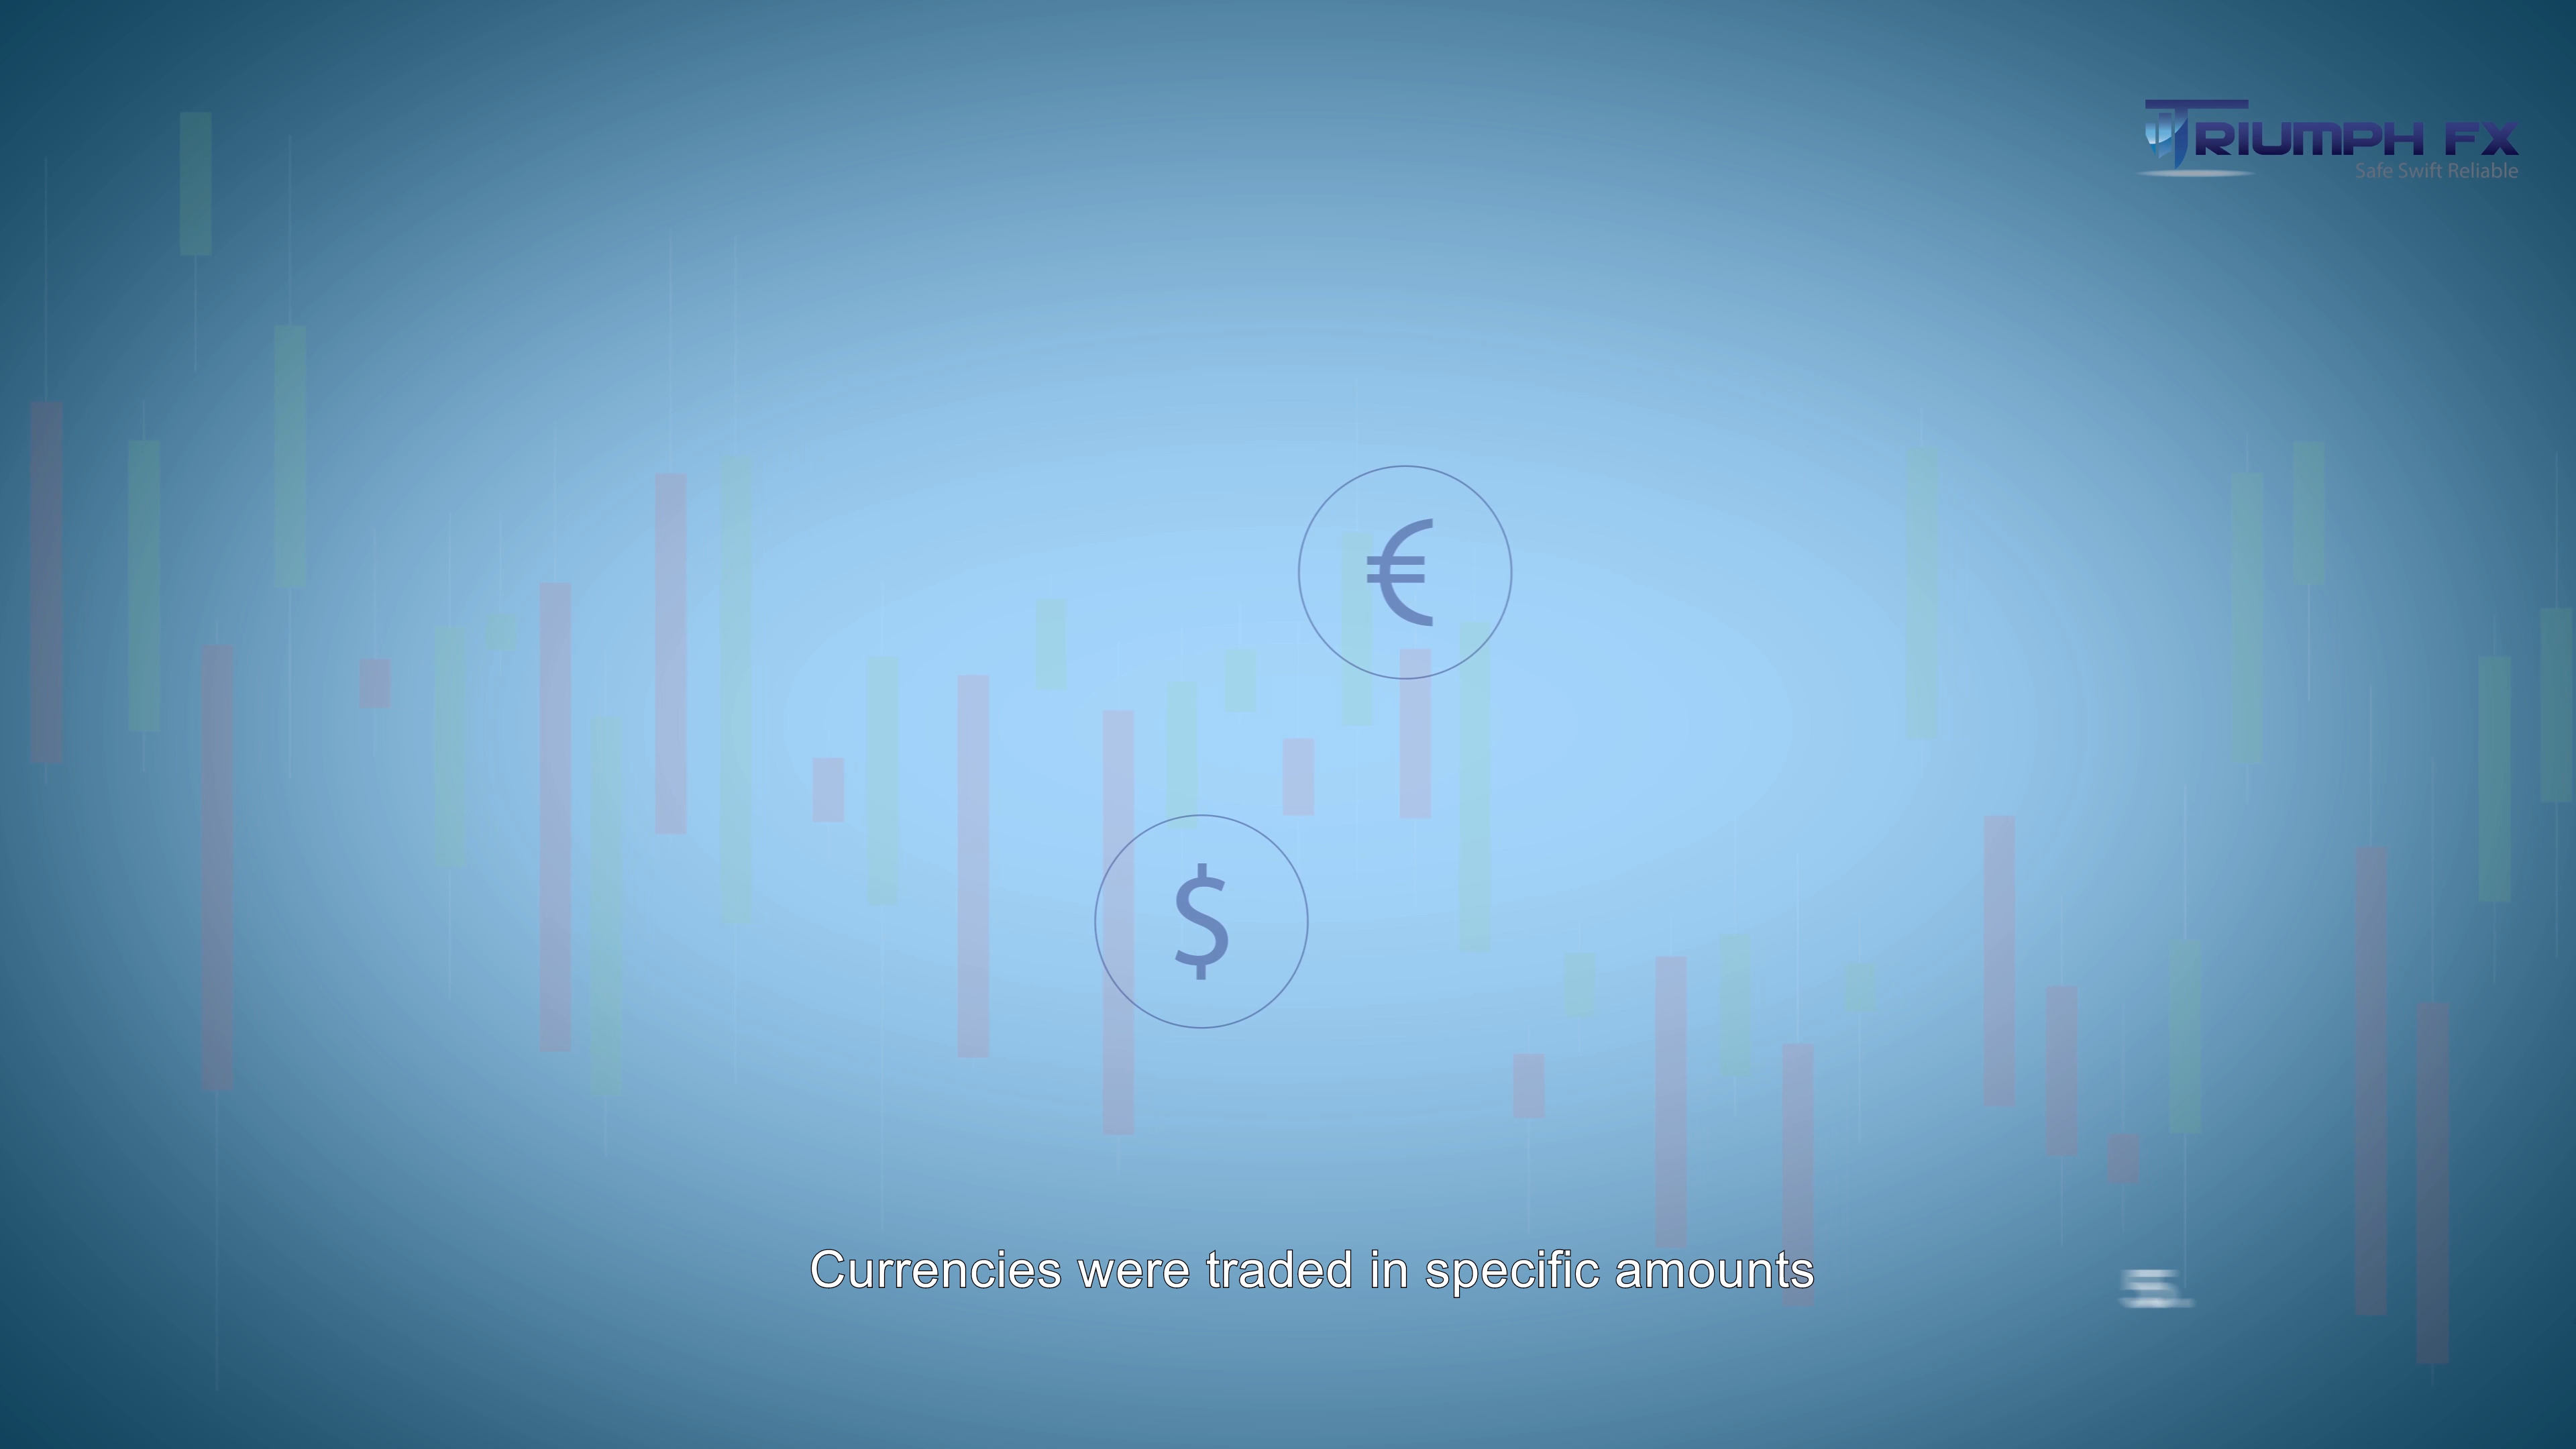 TRIUMPH FX
Safe Swift Reliable
€
$
Currencies were traded in specific amounts